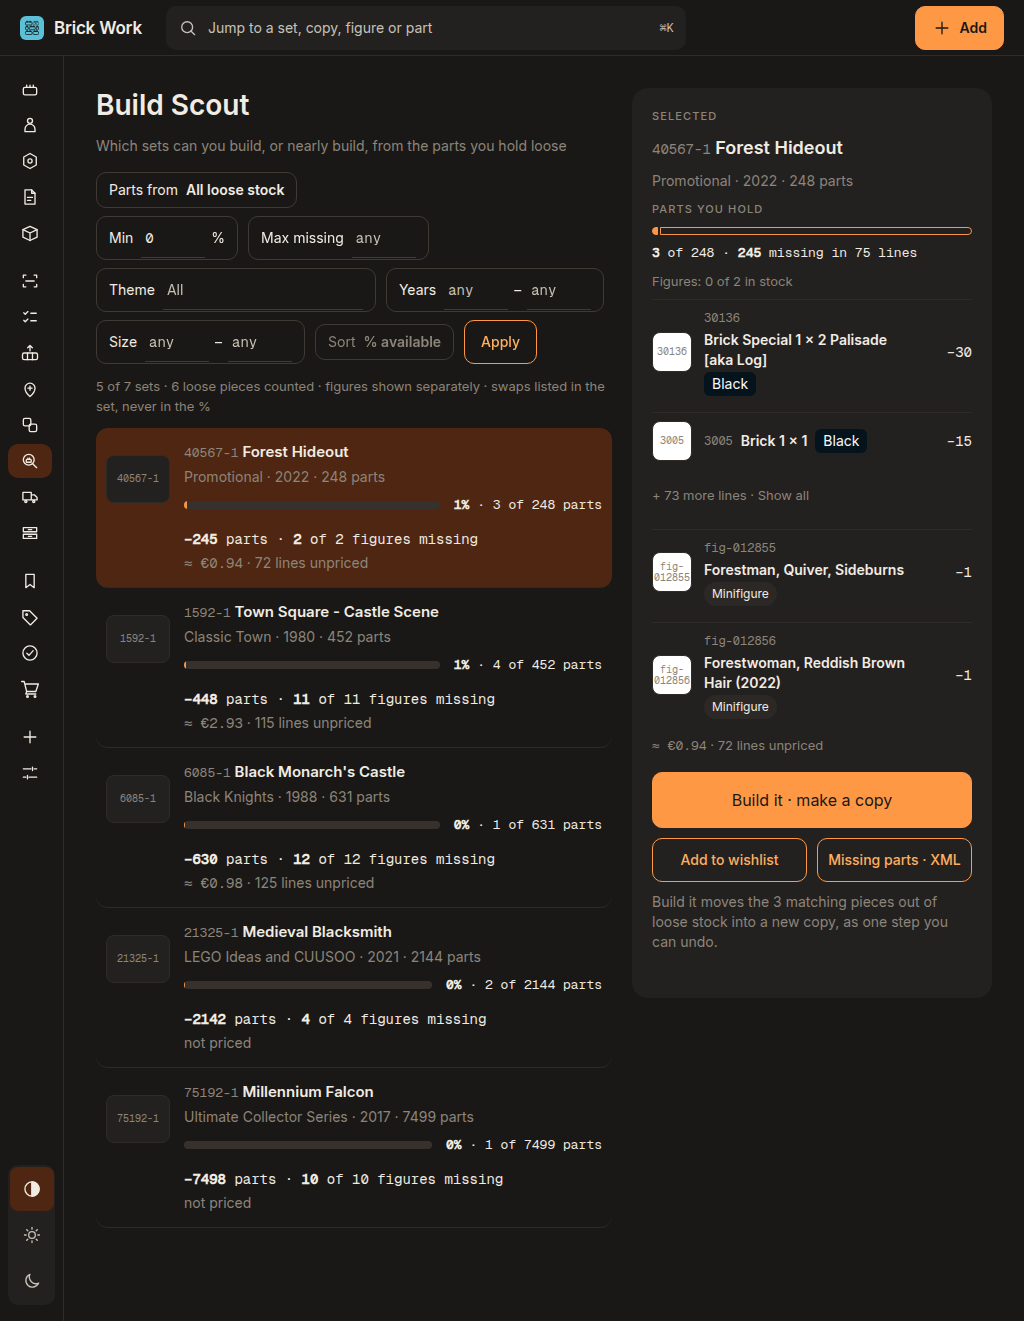 Brick Work
Jump to a set, copy, figure or part
⌘K
Add
Build Scout
Which sets can you build, or nearly build, from the parts you hold loose
Parts from All loose stock
Min 0 %
Max missing any
Theme All
Years any – any
Size any – any
Sort % available
Apply
5 of 7 sets · 6 loose pieces counted · figures shown separately · swaps listed in the
set, never in the %
40567-1
40567-1 Forest Hideout
Promotional · 2022 · 248 parts
1% · 3 of 248 parts
−245 parts · 2 of 2 figures missing
≈ €0.94 · 72 lines unpriced
1592-1
1592-1 Town Square - Castle Scene
Classic Town · 1980 · 452 parts
1% · 4 of 452 parts
−448 parts · 11 of 11 figures missing
≈ €2.93 · 115 lines unpriced
6085-1
6085-1 Black Monarch's Castle
Black Knights · 1988 · 631 parts
0% · 1 of 631 parts
−630 parts · 12 of 12 figures missing
≈ €0.98 · 125 lines unpriced
21325-1
21325-1 Medieval Blacksmith
LEGO Ideas and CUUSOO · 2021 · 2144 parts
0% · 2 of 2144 parts
−2142 parts · 4 of 4 figures missing
not priced
75192-1
75192-1 Millennium Falcon
Ultimate Collector Series · 2017 · 7499 parts
0% · 1 of 7499 parts
−7498 parts · 10 of 10 figures missing
not priced
SELECTED
40567-1 Forest Hideout
Promotional · 2022 · 248 parts
PARTS YOU HOLD
3 of 248 · 245 missing in 75 lines
Figures: 0 of 2 in stock
30136
30136
Brick Special 1 × 2 Palisade
[aka Log]
Black
−30
3005
3005 Brick 1 × 1 Black
−15
+ 73 more lines · Show all
fig-
012855
fig-012855
Forestman, Quiver, Sideburns
Minifigure
−1
fig-
012856
fig-012856
Forestwoman, Reddish Brown
Hair (2022)
Minifigure
−1
≈ €0.94 · 72 lines unpriced
Build it · make a copy
Add to wishlist
Missing parts · XML
Build it moves the 3 matching pieces out of
loose stock into a new copy, as one step you
can undo.